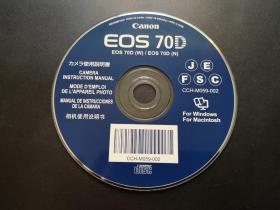 Canon
EOS 70D
EOS 70D (W) / EOS 70D (N)
カメラ使用説明書
CAMERA
INSTRUCTION MANUAL
MODE D'EMPLOI
DE L'APPAREIL PHOTO
MANUAL DE INSTRUCCIONES
DE LA CÁMARA
相机使用说明书
J E
F S C
CCH-M059-002
For Windows
For Macintosh
CCH-M059-002